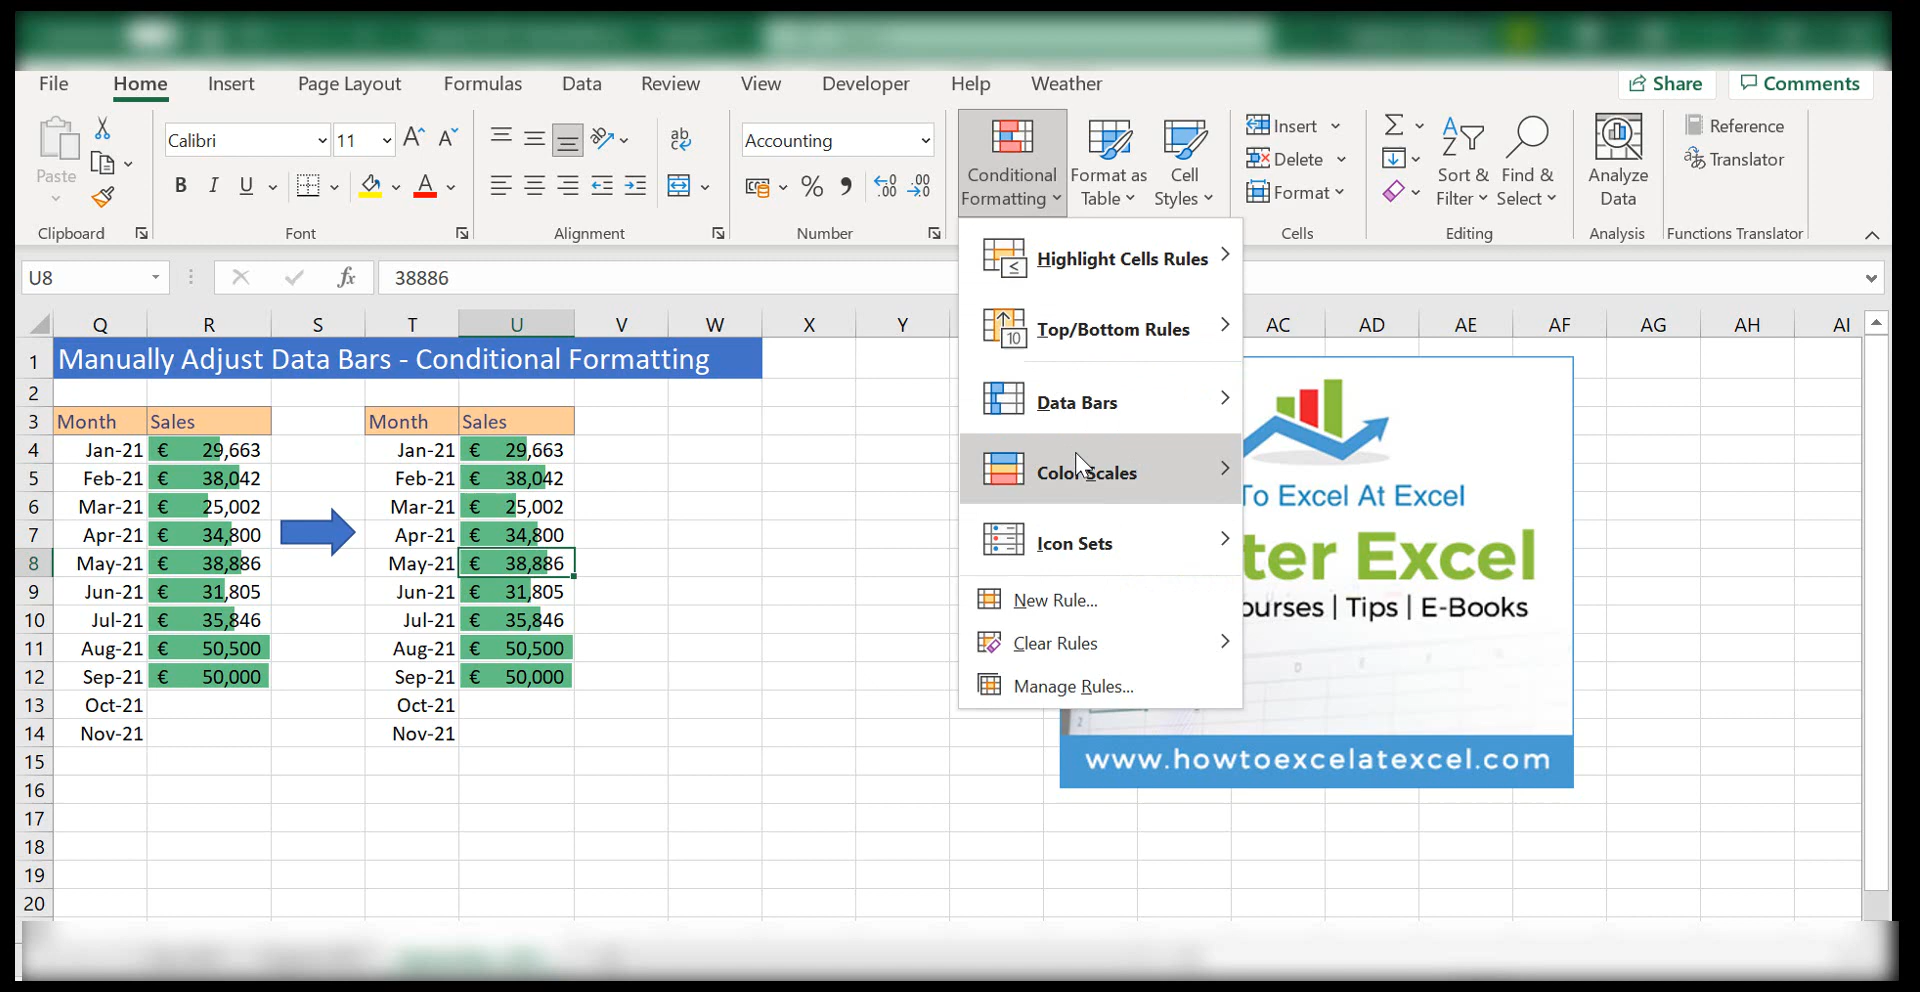 File Home Insert Page Layout Formulas Data Review View Developer Help Weather Share Comments
Paste
Clipboard
Calibri 11
B I U
Font
ab
Alignment
Accounting
% .00 .00
Number
Conditional Formatting
Format as Table
Cell Styles
Insert
Delete
Format
Cells
Sort & Filter
Find & Select
Editing
Analyze Data
Analysis
Reference
Translator
Functions Translator
U8 fx 38886
Q R S T U V W X Y AC AD AE AF AG AH AI
1 Manually Adjust Data Bars - Conditional Formatting
2
3 Month Sales Month Sales
4 Jan-21 € 29,663 Jan-21 € 29,663
5 Feb-21 € 38,042 Feb-21 € 38,042
6 Mar-21 € 25,002 Mar-21 € 25,002
7 Apr-21 € 34,800 Apr-21 € 34,800
8 May-21 € 38,886 May-21 € 38,886
9 Jun-21 € 31,805 Jun-21 € 31,805
10 Jul-21 € 35,846 Jul-21 € 35,846
11 Aug-21 € 50,500 Aug-21 € 50,500
12 Sep-21 € 50,000 Sep-21 € 50,000
13 Oct-21 Oct-21
14 Nov-21 Nov-21
15
16
17
18
19
20
Highlight Cells Rules
Top/Bottom Rules
Data Bars
Color Scales
Icon Sets
New Rule...
Clear Rules
Manage Rules...
To Excel At Excel
ter Excel
ourses | Tips | E-Books
www.howtoexcelatexcel.com